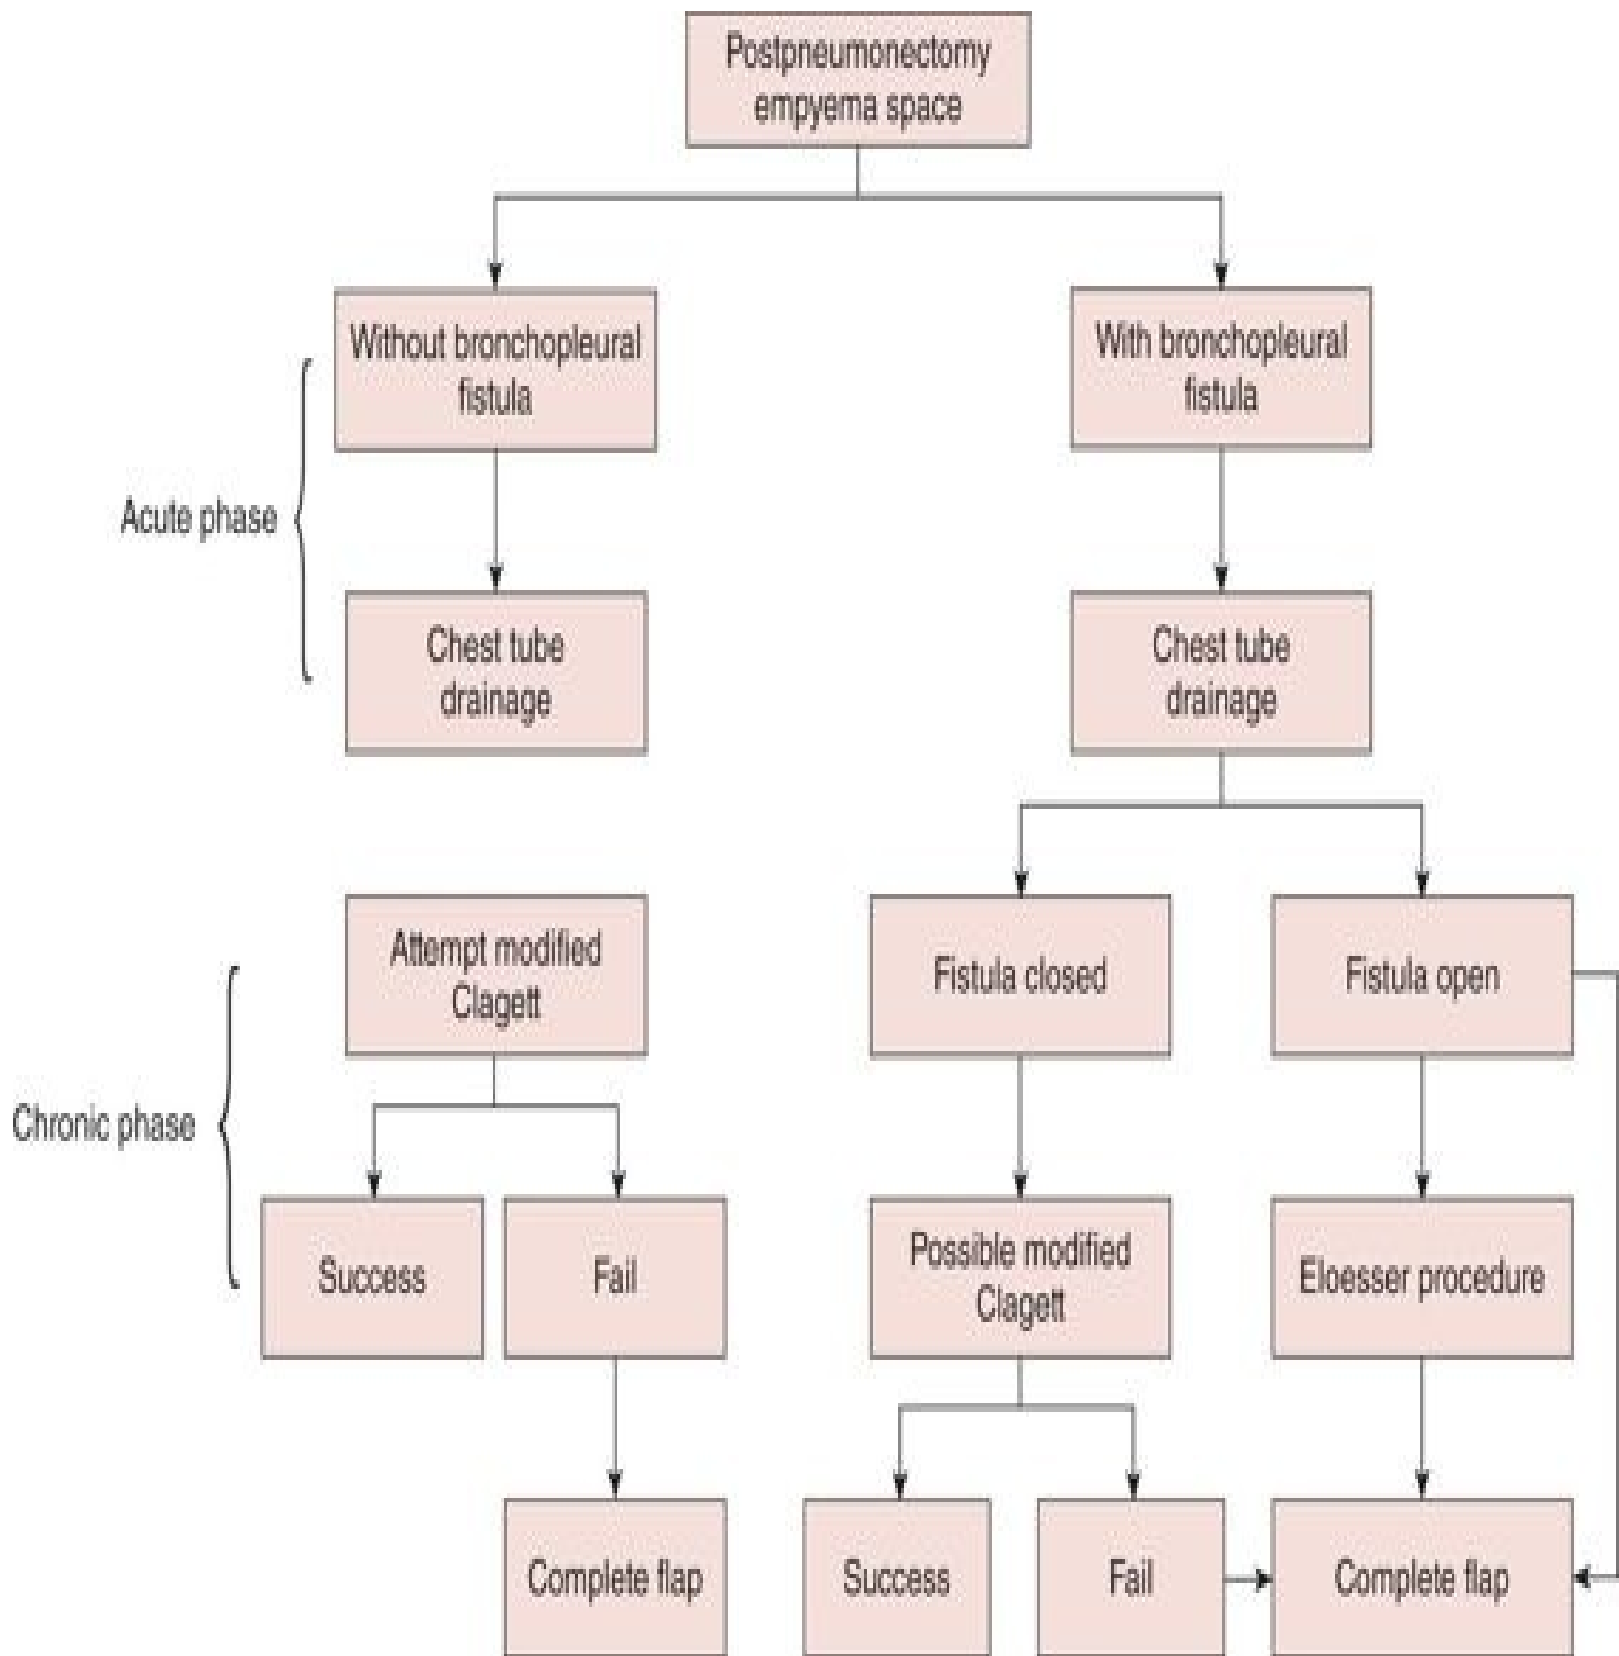 Postpneumonectomy
empyema space
Without bronchopleural
fistula
With bronchopleural
fistula
Acute phase
Chest tube
drainage
Chest tube
drainage
Attempt modified
Clagett
Fistula closed
Fistula open
Chronic phase
Success
Fail
Possible modified
Clagett
Eloesser procedure
Complete flap
Success
Fail
Complete flap